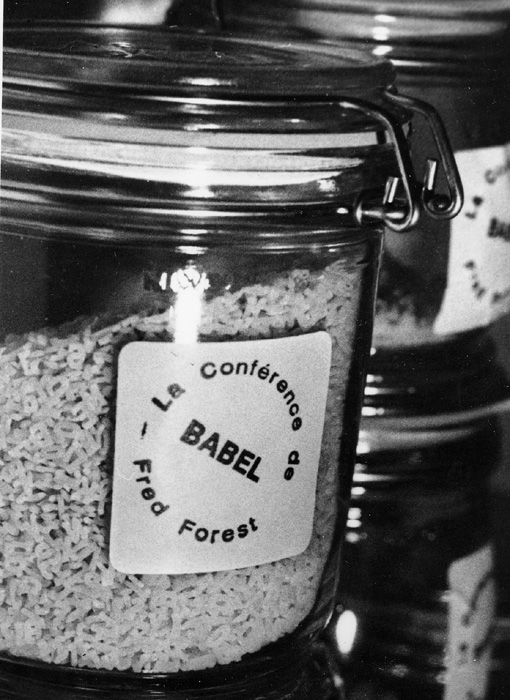 La Conférence de
BABEL
- Fred Forest